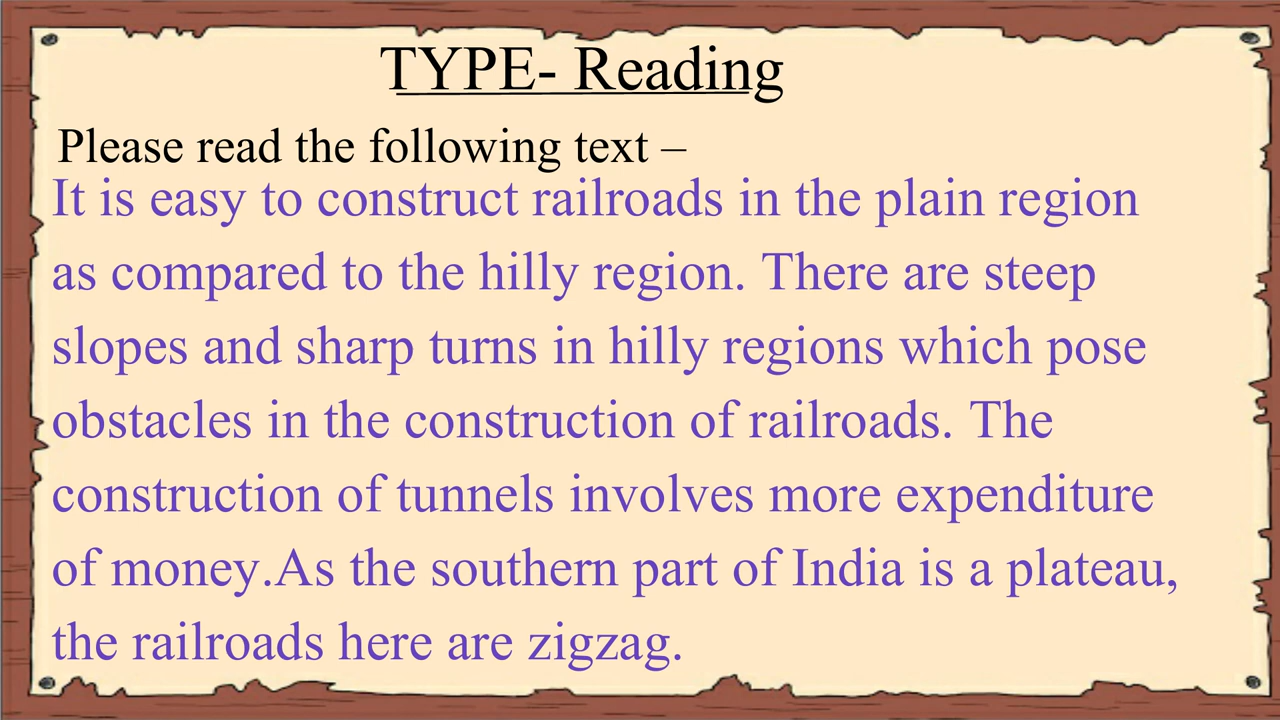 TYPE- Reading
Please read the following text –
It is easy to construct railroads in the plain region
as compared to the hilly region. There are steep
slopes and sharp turns in hilly regions which pose
obstacles in the construction of railroads. The
construction of tunnels involves more expenditure
of money.As the southern part of India is a plateau,
the railroads here are zigzag.